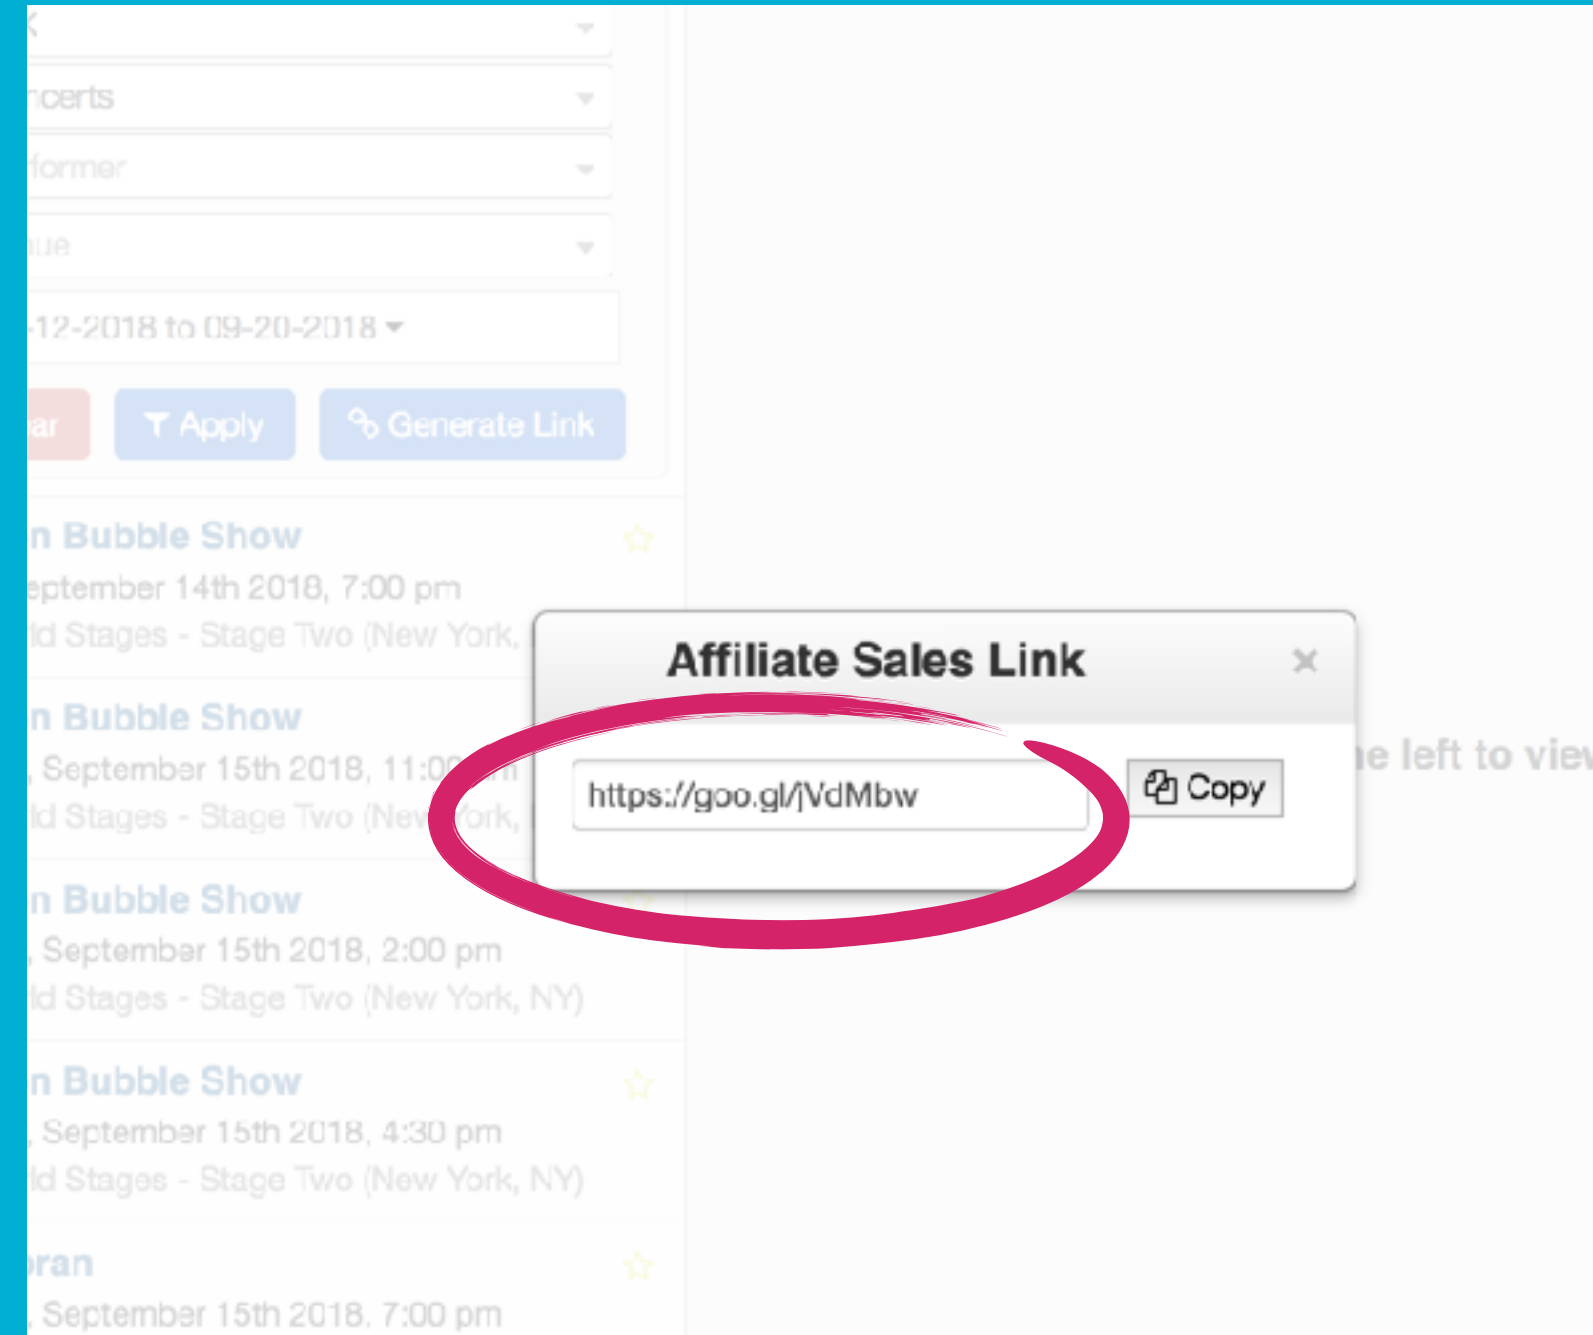 ncerts
former
nue
-12-2018 to 09-20-2018
ar
Apply
Generate Link
n Bubble Show
eptember 14th 2018, 7:00 pm
ld Stages - Stage Two (New York,
n Bubble Show
, September 15th 2018, 11:00 m
ld Stages - Stage Two (New York,
Affiliate Sales Link
https://goo.gl/jVdMbw
Copy
e left to view
n Bubble Show
, September 15th 2018, 2:00 pm
ld Stages - Stage Two (New York, NY)
n Bubble Show
, September 15th 2018, 4:30 pm
ld Stages - Stage Two (New York, NY)
oran
, September 15th 2018, 7:00 pm